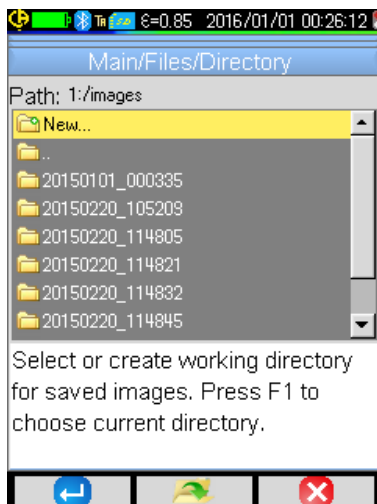 TA ε=0.85 2016/01/01 00:26:12
Main/Files/Directory
Path: 1:/images
New...
..
20150101_000335
20150220_105209
20150220_114805
20150220_114821
20150220_114832
20150220_114845
Select or create working directory
for saved images. Press F1 to
choose current directory.